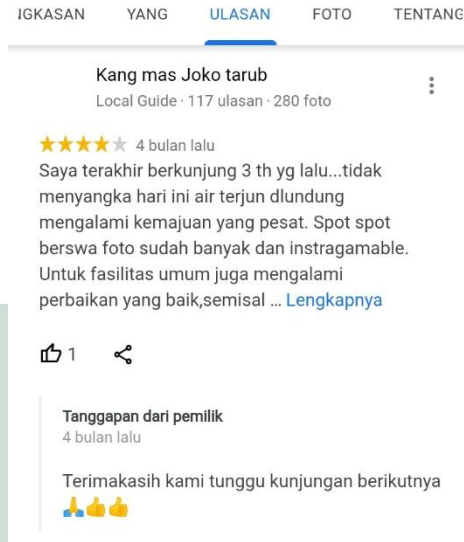 IGKASAN YANG ULASAN FOTO TENTANG
Kang mas Joko tarub
Local Guide · 117 ulasan · 280 foto
4 bulan lalu
Saya terakhir berkunjung 3 th yg lalu...tidak
menyangka hari ini air terjun dlundung
mengalami kemajuan yang pesat. Spot spot
berswa foto sudah banyak dan instragamable.
Untuk fasilitas umum juga mengalami
perbaikan yang baik,semisal ... Lengkapnya
1
Tanggapan dari pemilik
4 bulan lalu
Terimakasih kami tunggu kunjungan berikutnya
🙏👍👍